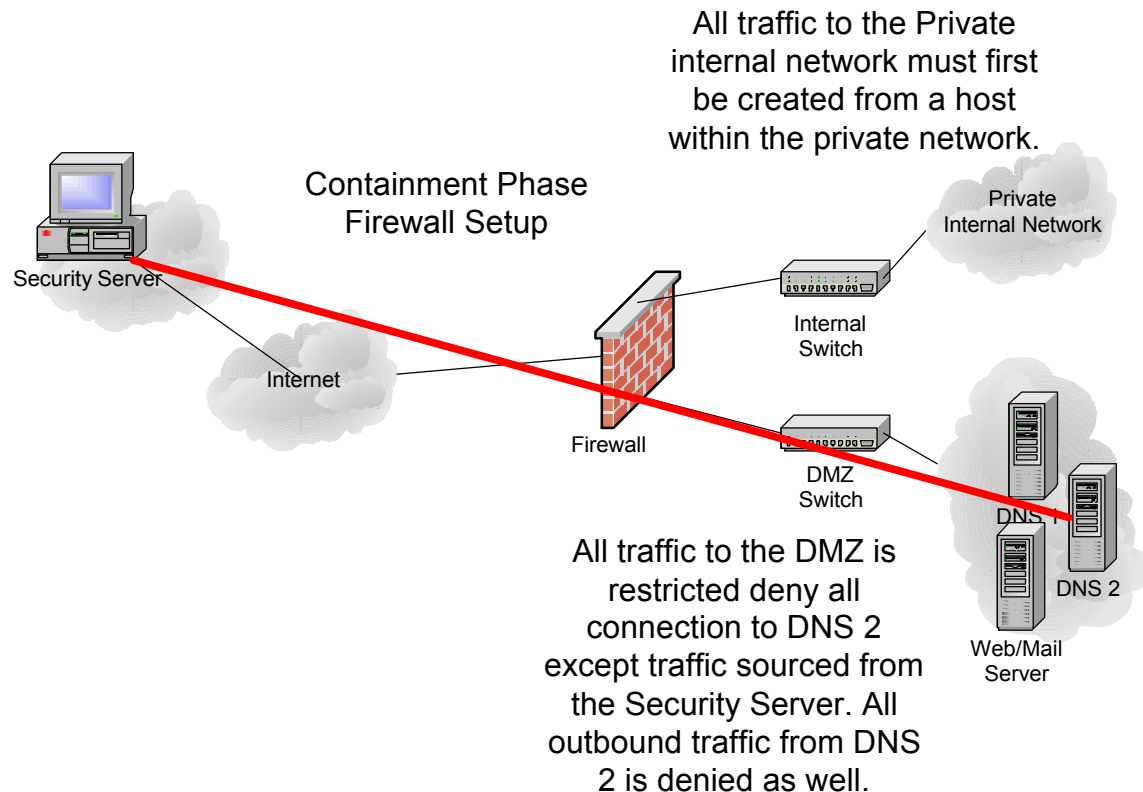 All traffic to the Private
internal network must first
be created from a host
within the private network.
Containment Phase
Firewall Setup
Private
Internal Network
Security Server
Internal
Switch
Internet
Firewall
DMZ
Switch
DNS 1
DNS 2
All traffic to the DMZ is
restricted deny all
connection to DNS 2
except traffic sourced from
the Security Server. All
outbound traffic from DNS
2 is denied as well.
Web/Mail
Server